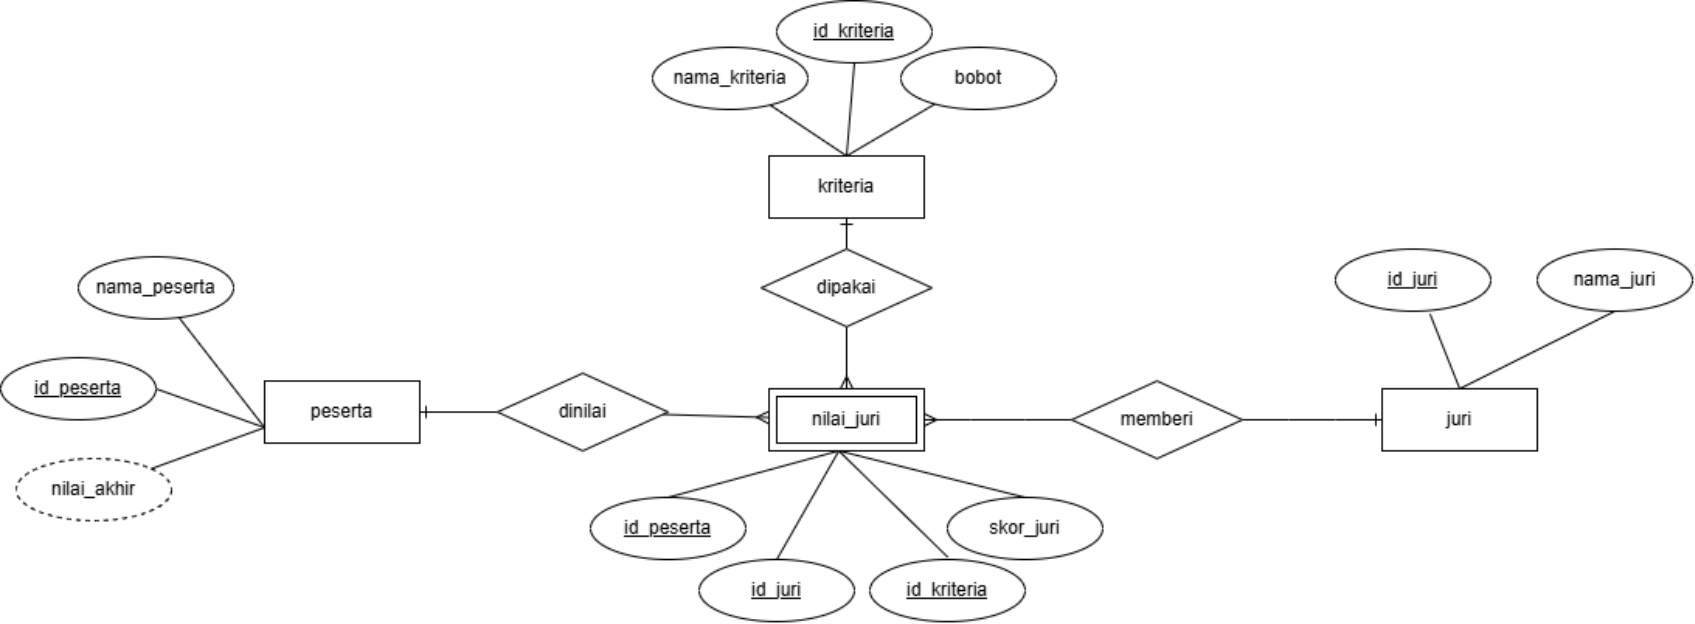 id_kriteria
nama_kriteria
bobot
kriteria
dipakai
nama_peserta
id_peserta
nilai_akhir
peserta
dinilai
nilai_juri
memberi
juri
id_juri
nama_juri
id_peserta
skor_juri
id_juri
id_kriteria